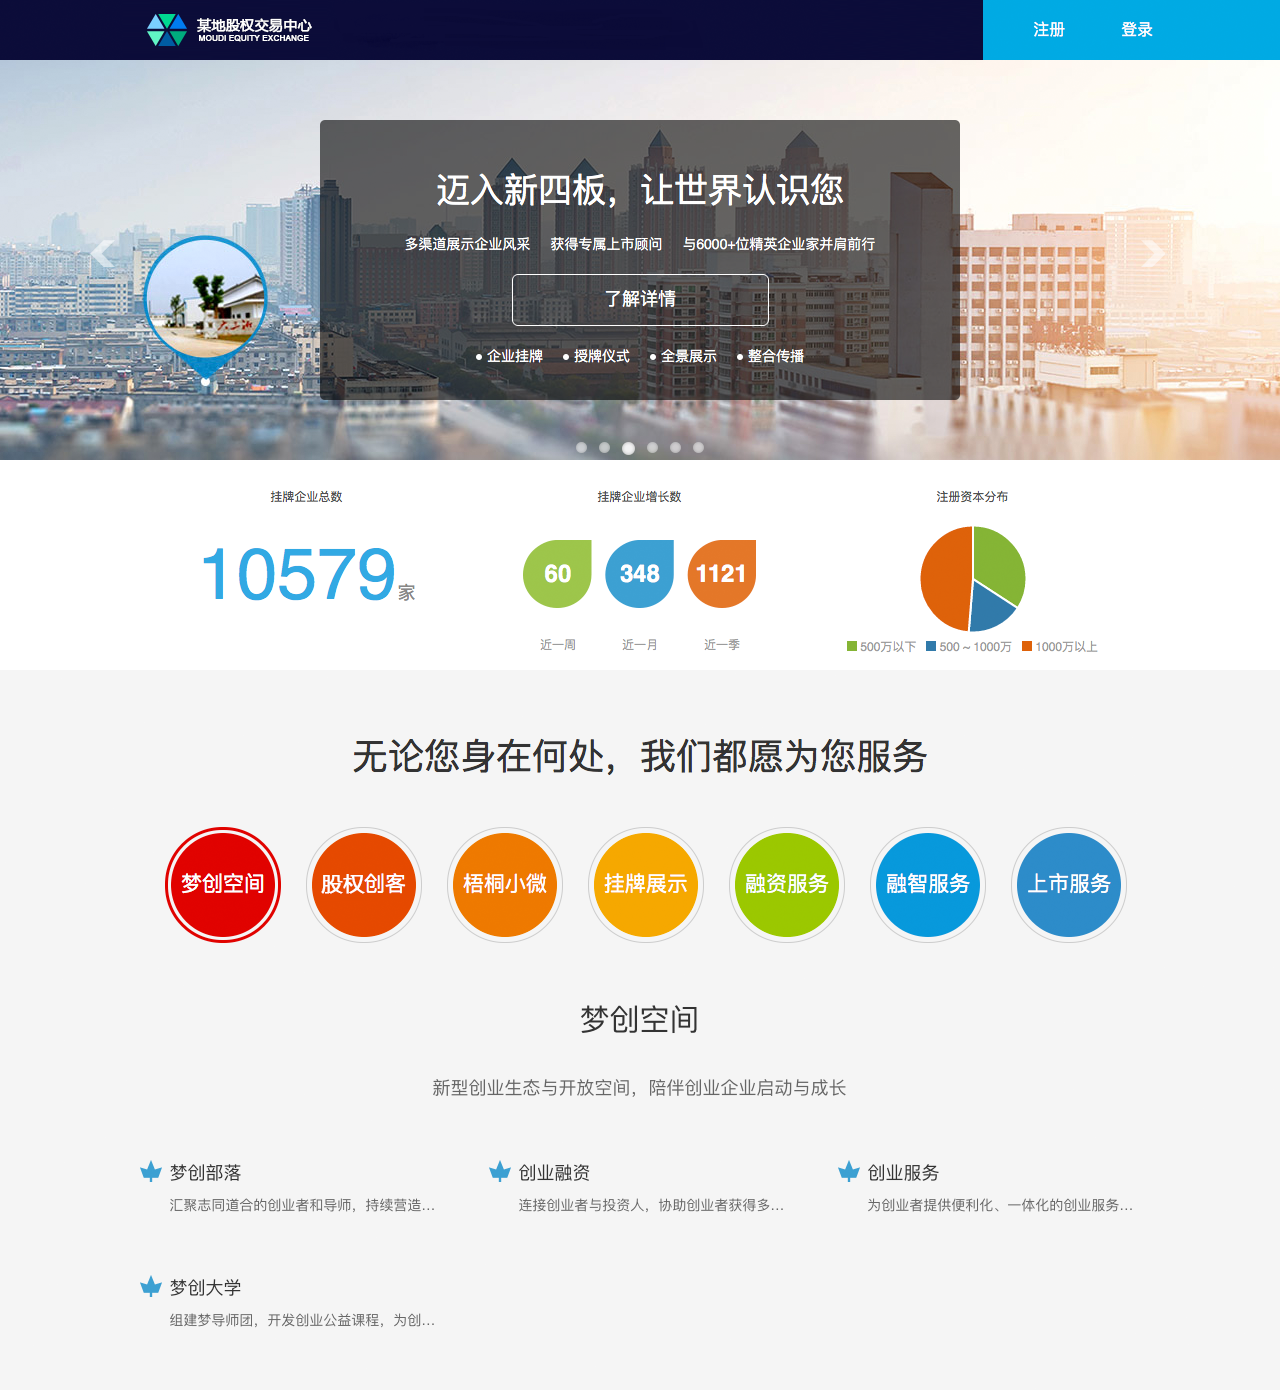 某地股权交易中心
MOUDI EQUITY EXCHANGE
注册 登录
迈入新四板，让世界认识您
多渠道展示企业风采 获得专属上市顾问 与6000+位精英企业家并肩前行
了解详情
● 企业挂牌 ● 授牌仪式 ● 全景展示 ● 整合传播
挂牌企业总数 挂牌企业增长数 注册资本分布
10579家
60 348 1121
近一周 近一月 近一季
500万以下 500 ~ 1000万 1000万以上
无论您身在何处，我们都愿为您服务
梦创空间 股权创客 梧桐小微 挂牌展示 融资服务 融智服务 上市服务
梦创空间
新型创业生态与开放空间，陪伴创业企业启动与成长
梦创部落 创业融资 创业服务
汇聚志同道合的创业者和导师，持续营造... 连接创业者与投资人，协助创业者获得多... 为创业者提供便利化、一体化的创业服务...
梦创大学
组建梦导师团，开发创业公益课程，为创...